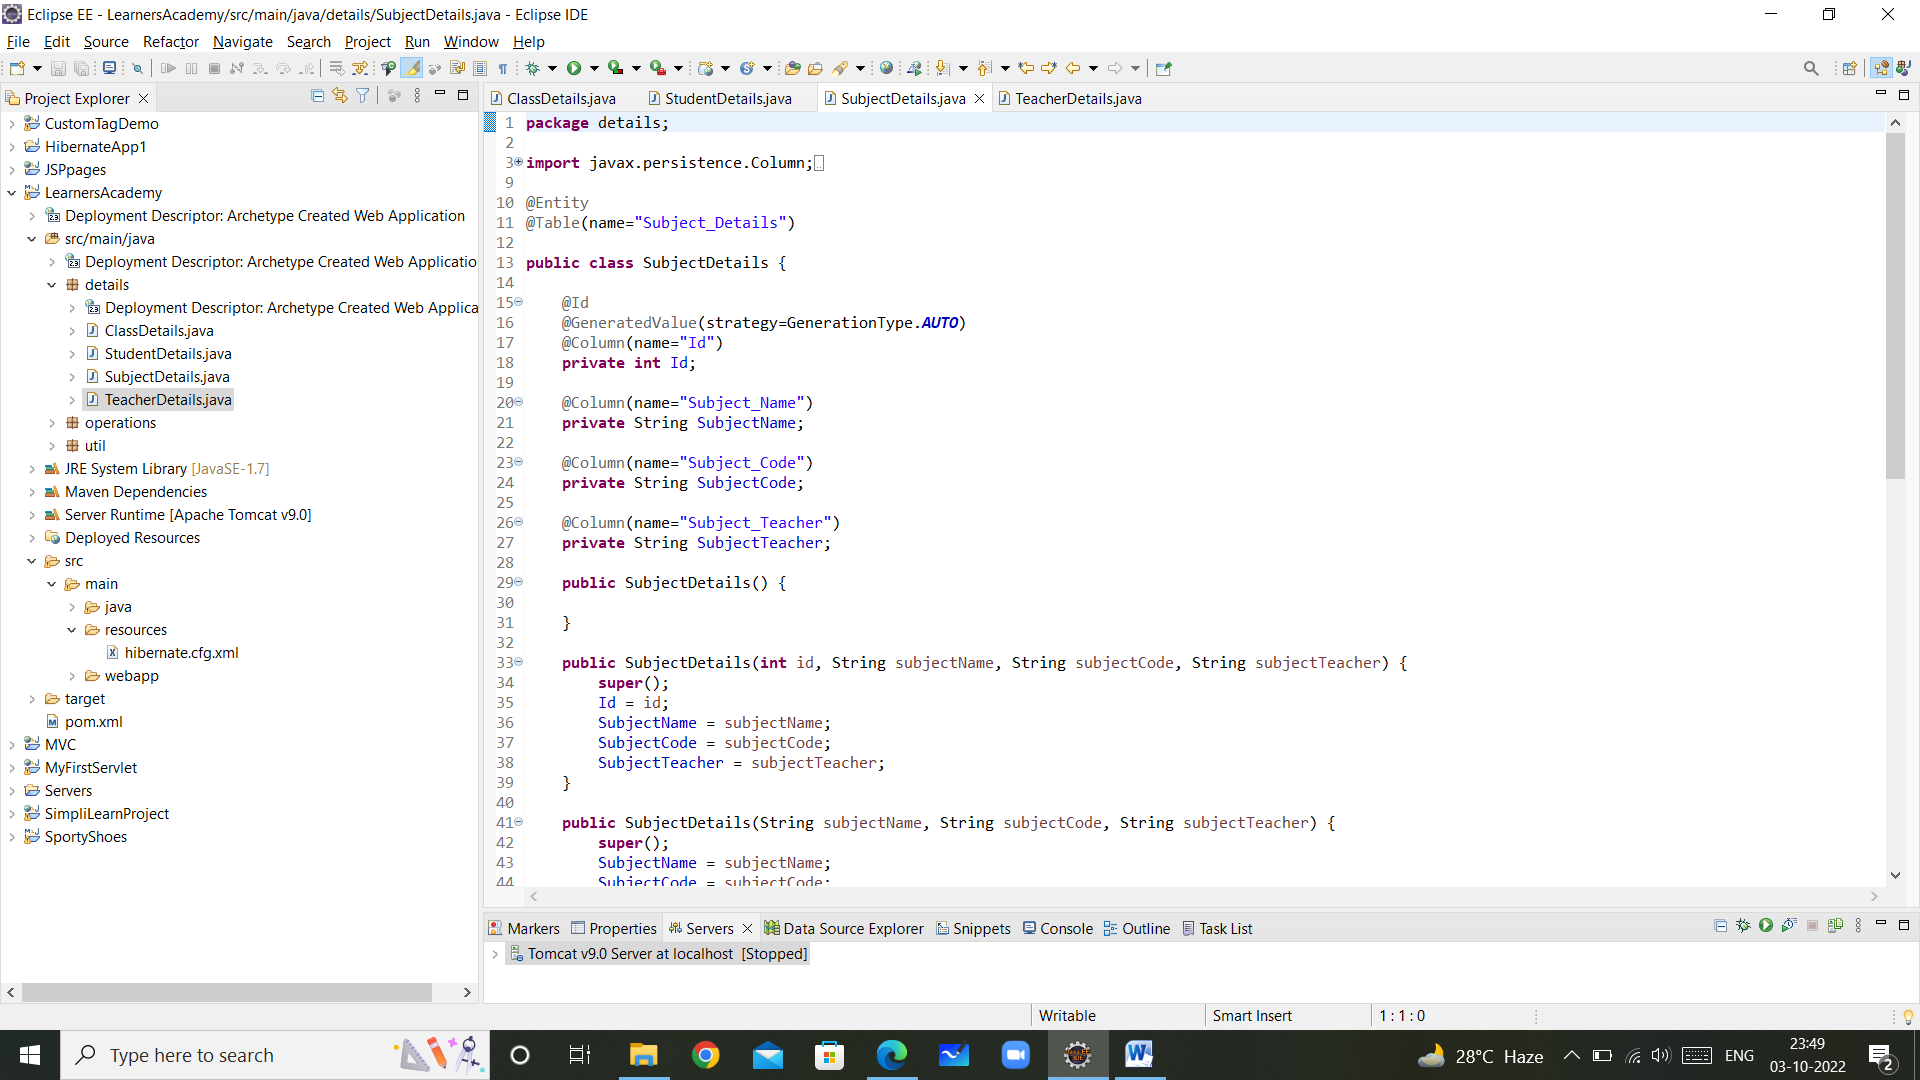 Eclipse EE - LearnersAcademy/src/main/java/details/SubjectDetails.java - Eclipse IDE
File Edit Source Refactor Navigate Search Project Run Window Help
Project Explorer
CustomTagDemo
HibernateApp1
JSPpages
LearnersAcademy
Deployment Descriptor: Archetype Created Web Application
src/main/java
Deployment Descriptor: Archetype Created Web Applicatio
details
Deployment Descriptor: Archetype Created Web Applica
ClassDetails.java
StudentDetails.java
SubjectDetails.java
TeacherDetails.java
operations
util
JRE System Library [JavaSE-1.7]
Maven Dependencies
Server Runtime [Apache Tomcat v9.0]
Deployed Resources
src
main
java
resources
hibernate.cfg.xml
webapp
target
pom.xml
MVC
MyFirstServlet
Servers
SimpliLearnProject
SportyShoes
ClassDetails.java StudentDetails.java SubjectDetails.java TeacherDetails.java
1 package details;
2
3 import javax.persistence.Column;
9
10 @Entity
11 @Table(name="Subject_Details")
12
13 public class SubjectDetails {
14
15 @Id
16 @GeneratedValue(strategy=GenerationType.AUTO)
17 @Column(name="Id")
18 private int Id;
19
20 @Column(name="Subject_Name")
21 private String SubjectName;
22
23 @Column(name="Subject_Code")
24 private String SubjectCode;
25
26 @Column(name="Subject_Teacher")
27 private String SubjectTeacher;
28
29 public SubjectDetails() {
30
31 }
32
33 public SubjectDetails(int id, String subjectName, String subjectCode, String subjectTeacher) {
34 super();
35 Id = id;
36 SubjectName = subjectName;
37 SubjectCode = subjectCode;
38 SubjectTeacher = subjectTeacher;
39 }
40
41 public SubjectDetails(String subjectName, String subjectCode, String subjectTeacher) {
42 super();
43 SubjectName = subjectName;
44 SubjectCode = subjectCode;
Markers Properties Servers Data Source Explorer Snippets Console Outline Task List
Tomcat v9.0 Server at localhost [Stopped]
Writable Smart Insert 1 : 1 : 0
Type here to search
28°C Haze ENG
23:49
03-10-2022
2